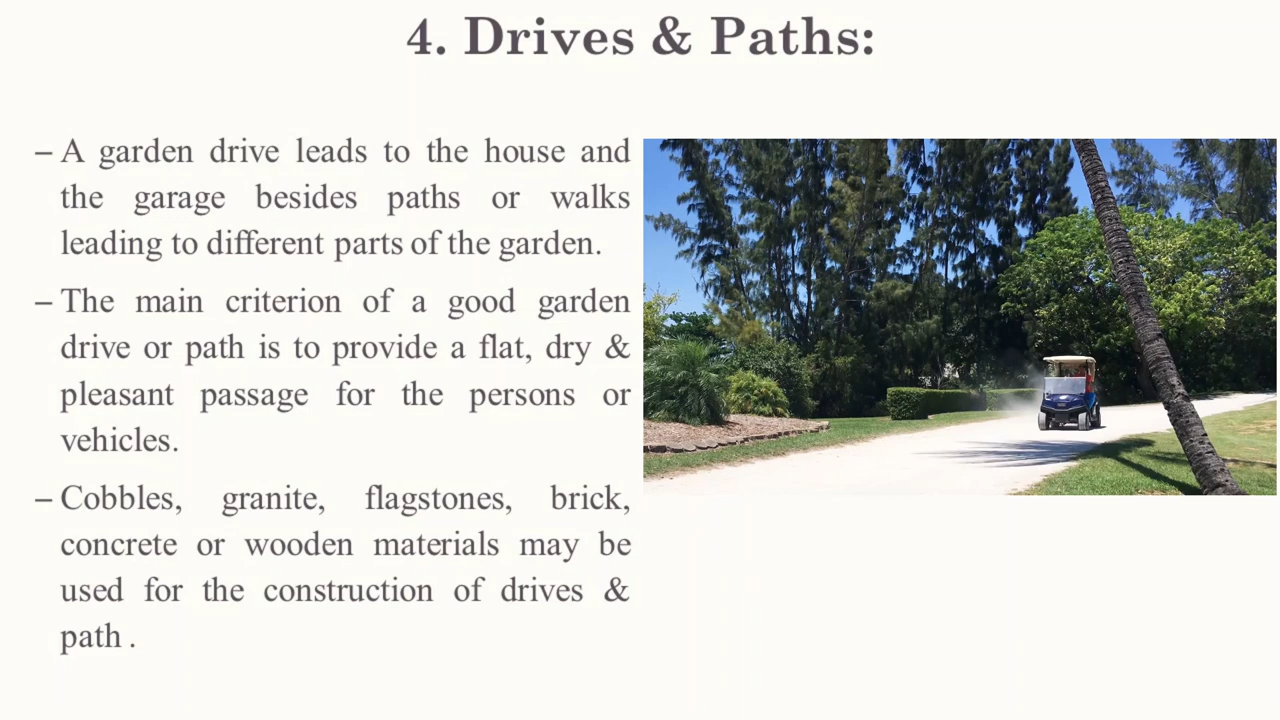 4. Drives & Paths:
– A garden drive leads to the house and
the garage besides paths or walks
leading to different parts of the garden.
– The main criterion of a good garden
drive or path is to provide a flat, dry &
pleasant passage for the persons or
vehicles.
– Cobbles, granite, flagstones, brick,
concrete or wooden materials may be
used for the construction of drives &
path .